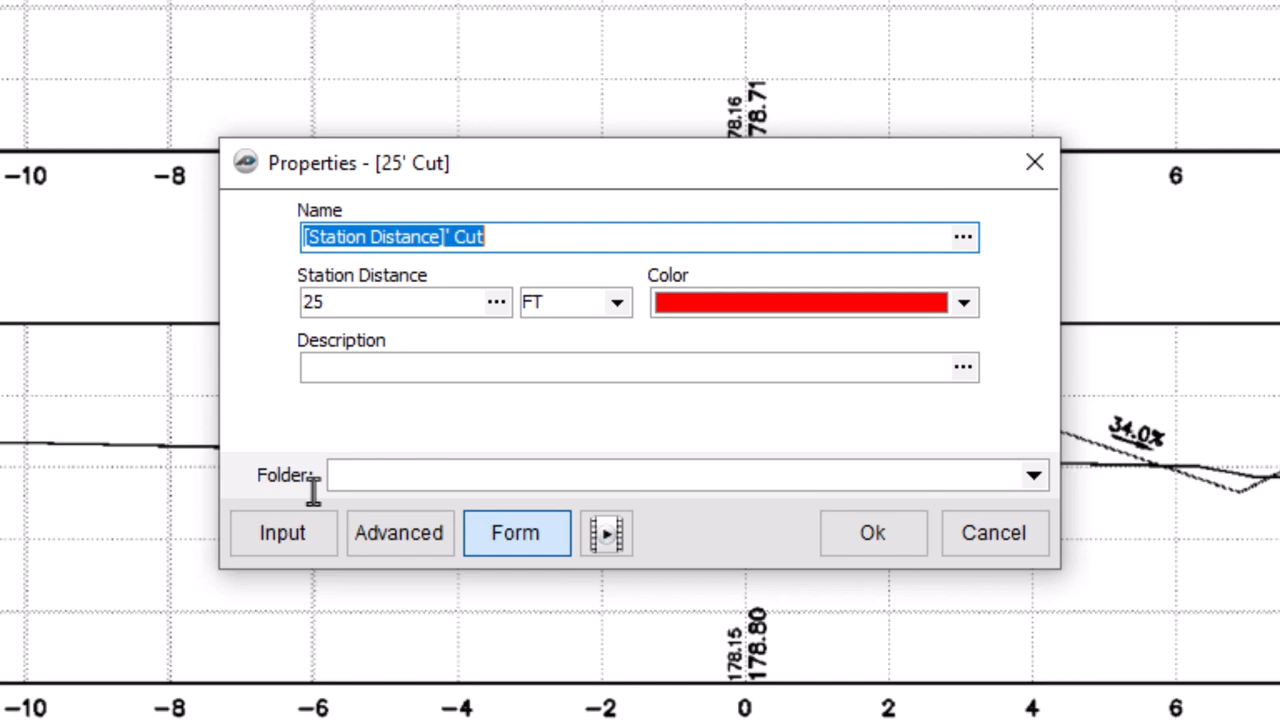 78.16
78.71
Properties - [25' Cut]
-10
-8
6
Name
[Station Distance]' Cut
Station Distance
Color
25
FT
Description
34.0%
Folder:
Input
Advanced
Form
Ok
Cancel
178.15
178.80
-10
-8
-6
-4
-2
0
2
4
6